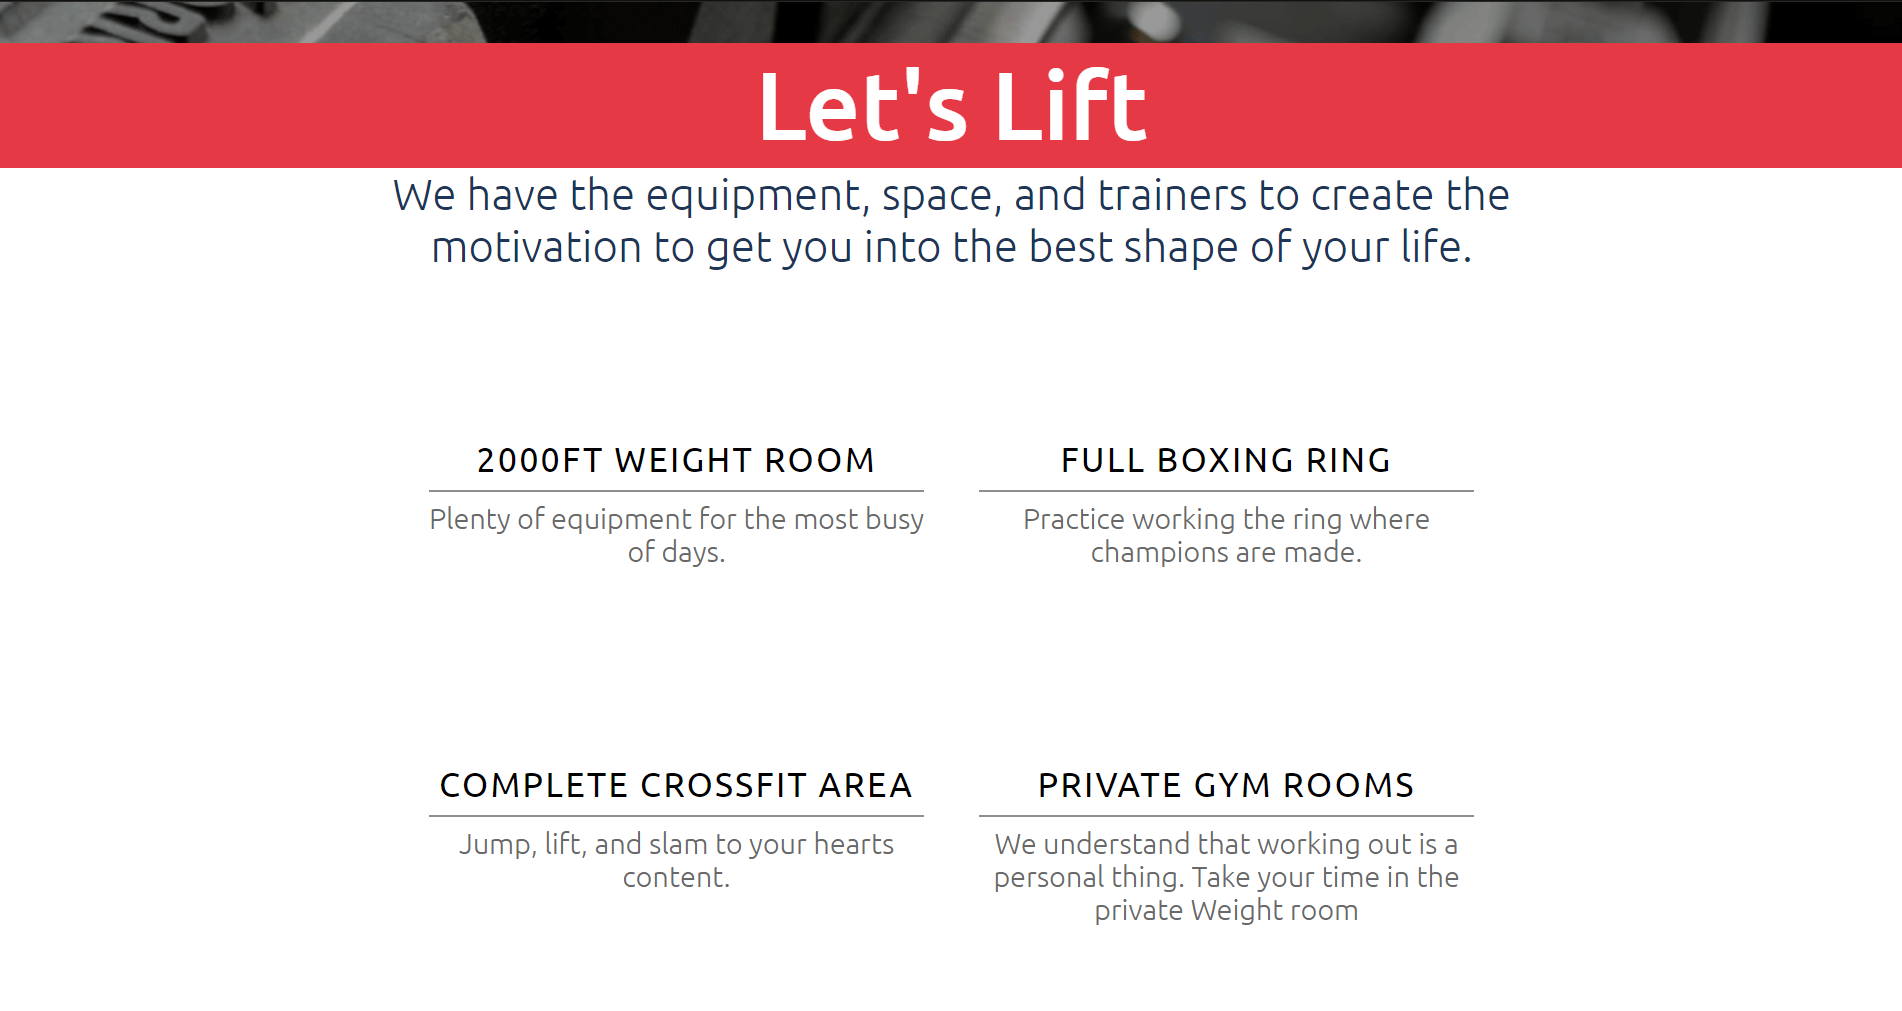 Let's Lift
We have the equipment, space, and trainers to create the
motivation to get you into the best shape of your life.
2000FT WEIGHT ROOM
Plenty of equipment for the most busy
of days.
FULL BOXING RING
Practice working the ring where
champions are made.
COMPLETE CROSSFIT AREA
Jump, lift, and slam to your hearts
content.
PRIVATE GYM ROOMS
We understand that working out is a
personal thing. Take your time in the
private Weight room